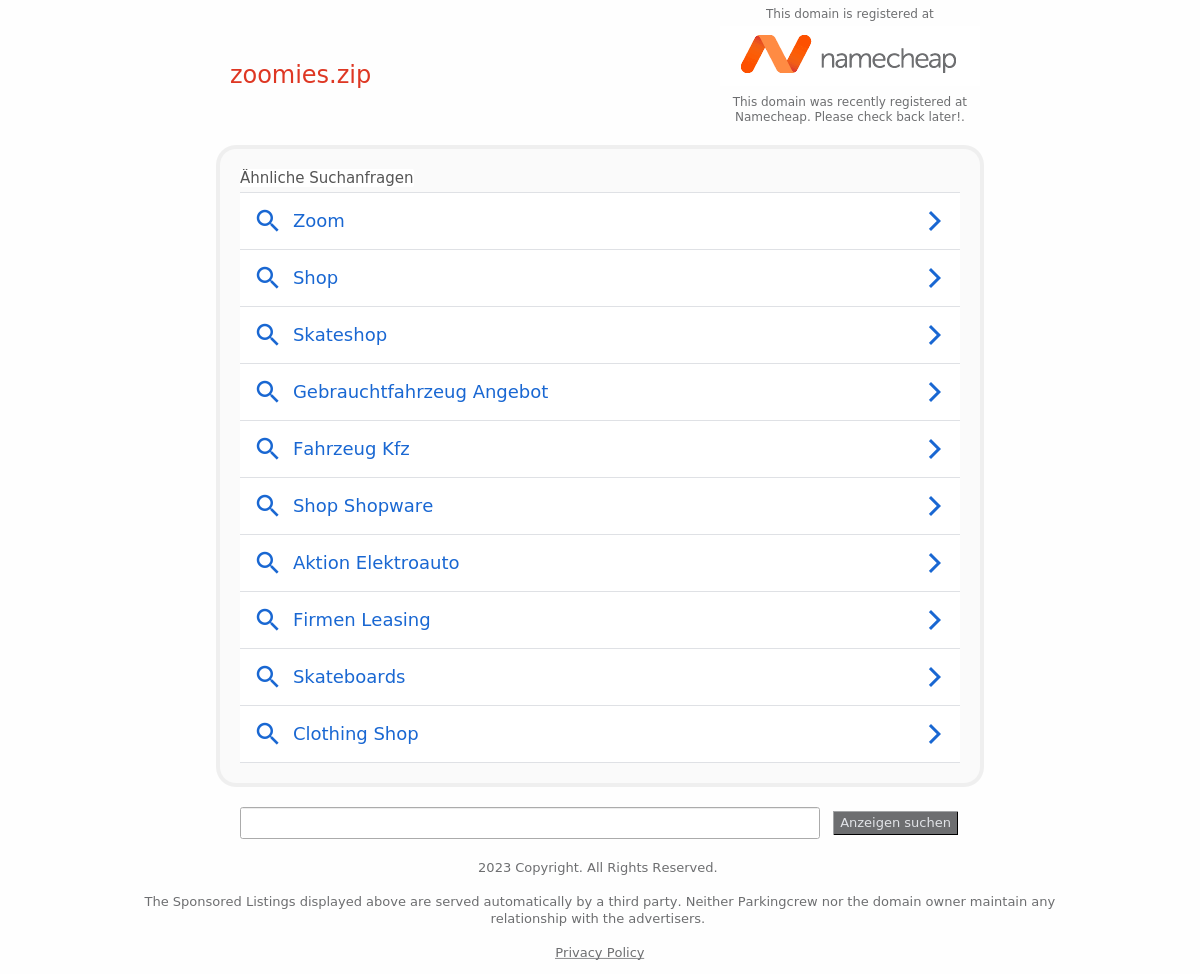 This domain is registered at
namecheap
zoomies.zip
This domain was recently registered at
Namecheap. Please check back later!.
Ähnliche Suchanfragen
Zoom
Shop
Skateshop
Gebrauchtfahrzeug Angebot
Fahrzeug Kfz
Shop Shopware
Aktion Elektroauto
Firmen Leasing
Skateboards
Clothing Shop
Anzeigen suchen
2023 Copyright. All Rights Reserved.
The Sponsored Listings displayed above are served automatically by a third party. Neither Parkingcrew nor the domain owner maintain any
relationship with the advertisers.
Privacy Policy